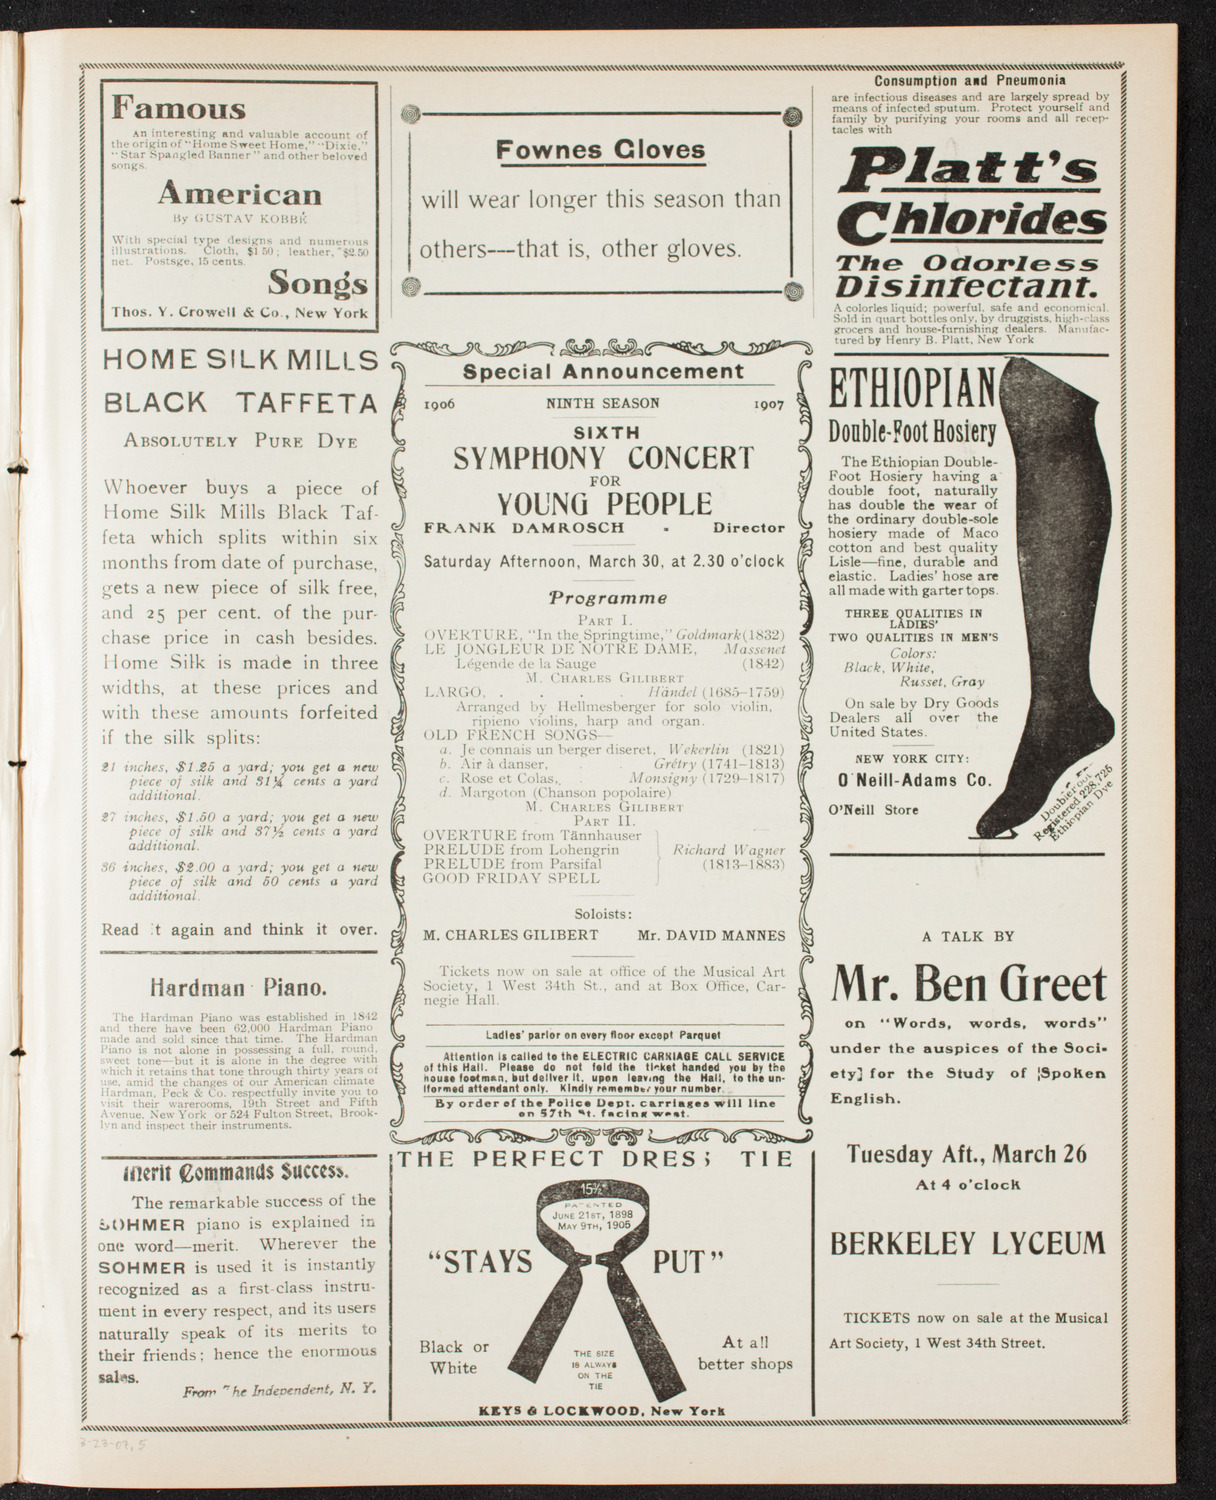 Famous
An interesting and valuable account of
the origin of "Home Sweet Home," "Dixie,"
"Star Spangled Banner" and other beloved
songs.
American
By GUSTAV KOBBÉ
With special type designs and numerous
illustrations. Cloth, $1 50; leather, $2.50
net. Postsge, 15 cents.
Songs
Thos. Y. Crowell & Co., New York
HOME SILK MILLS
BLACK TAFFETA
ABSOLUTELY PURE DYE
Whoever buys a piece of
Home Silk Mills Black Taf-
feta which splits within six
months from date of purchase,
gets a new piece of silk free,
and 25 per cent. of the pur-
chase price in cash besides.
Home Silk is made in three
widths, at these prices and
with these amounts forfeited
if the silk splits:
21 inches, $1.25 a yard; you get a new
piece of silk and 31¼ cents a yard
additional.
27 inches, $1.50 a yard; you get a new
piece of silk and 37½ cents a yard
additional.
36 inches, $2.00 a yard; you get a new
piece of silk and 50 cents a yard
additional.
Read it again and think it over.
Hardman Piano.
The Hardman Piano was established in 1842
and there have been 62,000 Hardman Piano
made and sold since that time. The Hardman
Piano is not alone in possessing a full, round,
sweet tone—but it is alone in the degree with
which it retains that tone through thirty years of
use, amid the changes of our American climate
Hardman, Peck & Co. respectfully invite you to
visit their warerooms, 19th Street and Fifth
Avenue, New York or 524 Fulton Street, Brook-
lyn and inspect their instruments.
Merit Commands Success.
The remarkable success of the
SOHMER piano is explained in
one word—merit. Wherever the
SOHMER is used it is instantly
recognized as a first-class instru-
ment in every respect, and its users
naturally speak of its merits to
their friends; hence the enormous
sales.
From The Independent, N. Y.
Fownes Gloves
will wear longer this season than
others---that is, other gloves.
Special Announcement
1906 NINTH SEASON 1907
SIXTH
SYMPHONY CONCERT
FOR
YOUNG PEOPLE
FRANK DAMROSCH - Director
Saturday Afternoon, March 30, at 2.30 o'clock
Programme
PART I.
OVERTURE, "In the Springtime," Goldmark (1832)
LE JONGLEUR DE NOTRE DAME, Massenet
Légende de la Sauge (1842)
M. CHARLES GILIBERT
LARGO, . . . . Händel (1685–1759)
Arranged by Hellmesberger for solo violin,
ripieno violins, harp and organ.
OLD FRENCH SONGS—
a. Je connais un berger diseret, Wekerlin (1821)
b. Air à danser, . . Grétry (1741–1813)
c. Rose et Colas, . . Monsigny (1729–1817)
d. Margoton (Chanson popolaire)
M. CHARLES GILIBERT
PART II.
OVERTURE from Tännhauser
PRELUDE from Lohengrin Richard Wagner
PRELUDE from Parsifal (1813–1883)
GOOD FRIDAY SPELL
Soloists:
M. CHARLES GILIBERT Mr. DAVID MANNES
Tickets now on sale at office of the Musical Art
Society, 1 West 34th St., and at Box Office, Car-
negie Hall.
Ladies' parlor on every floor except Parquet
Attention is called to the ELECTRIC CARRIAGE CALL SERVICE
of this Hall. Please do not fold the ticket handed you by the
house footman, but deliver it, upon leaving the Hall, to the un-
iformed attendant only. Kindly remember your number.
By order of the Police Dept. carriages will line
on 57th St. facing west.
THE PERFECT DRESS TIE
15½
PATENTED
JUNE 21ST, 1898
MAY 9TH, 1905
"STAYS PUT"
Black or
White
THE SIZE
IS ALWAYS
ON THE
TIE
At all
better shops
KEYS & LOCKWOOD, New York
Consumption and Pneumonia
are infectious diseases and are largely spread by
means of infected sputum. Protect yourself and
family by purifying your rooms and all recep-
tacles with
Platt's
Chlorides
The Odorless
Disinfectant.
A colorles liquid; powerful, safe and economical.
Sold in quart bottles only, by druggists, high-class
grocers and house-furnishing dealers. Manufac-
tured by Henry B. Platt, New York
ETHIOPIAN
Double-Foot Hosiery
The Ethiopian Double-
Foot Hosiery having a
double foot, naturally
has double the wear of
the ordinary double-sole
hosiery made of Maco
cotton and best quality
Lisle—fine, durable and
elastic. Ladies' hose are
all made with garter tops.
THREE QUALITIES IN
LADIES'
TWO QUALITIES IN MEN'S
Colors:
Black, White,
Russet, Gray
On sale by Dry Goods
Dealers all over the
United States.
NEW YORK CITY:
O'Neill-Adams Co.
O'Neill Store
Doublefoot
Registered 228,725
Ethiopian Dye
A TALK BY
Mr. Ben Greet
on "Words, words, words"
under the auspices of the Soci-
ety] for the Study of Spoken
English.
Tuesday Aft., March 26
At 4 o'clock
BERKELEY LYCEUM
TICKETS now on sale at the Musical
Art Society, 1 West 34th Street.
3-23-07, 5